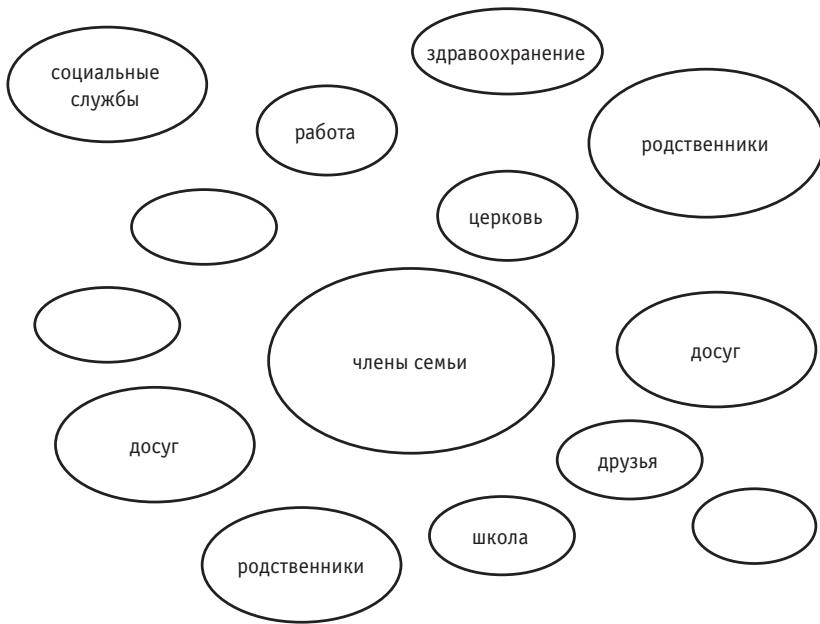 здравоохранение
социальные
службы
работа
родственники
церковь
члены семьи
досуг
досуг
друзья
школа
родственники